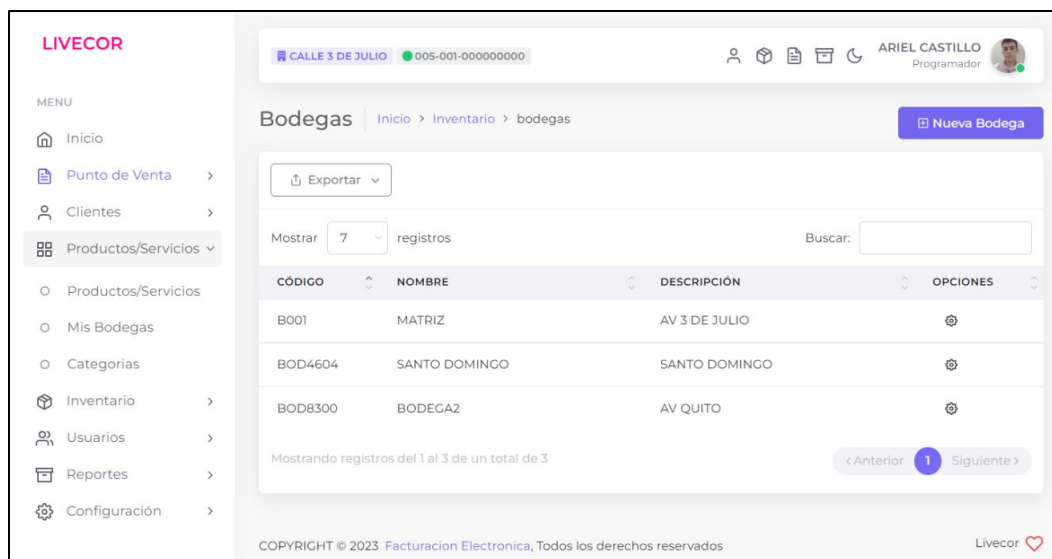 LIVECOR
CALLE 3 DE JULIO 005-001-000000000
ARIEL CASTILLO
Programador
MENU
Inicio
Punto de Venta
Clientes
Productos/Servicios
Productos/Servicios
Mis Bodegas
Categorias
Inventario
Usuarios
Reportes
Configuración
Bodegas Inicio > Inventario > bodegas
Nueva Bodega
Exportar
Mostrar 7 registros Buscar:
CÓDIGO NOMBRE DESCRIPCIÓN OPCIONES
B001 MATRIZ AV 3 DE JULIO
BOD4604 SANTO DOMINGO SANTO DOMINGO
BOD8300 BODEGA2 AV QUITO
Mostrando registros del 1 al 3 de un total de 3
< Anterior 1 Siguiente >
COPYRIGHT © 2023 Facturacion Electronica, Todos los derechos reservados Livecor